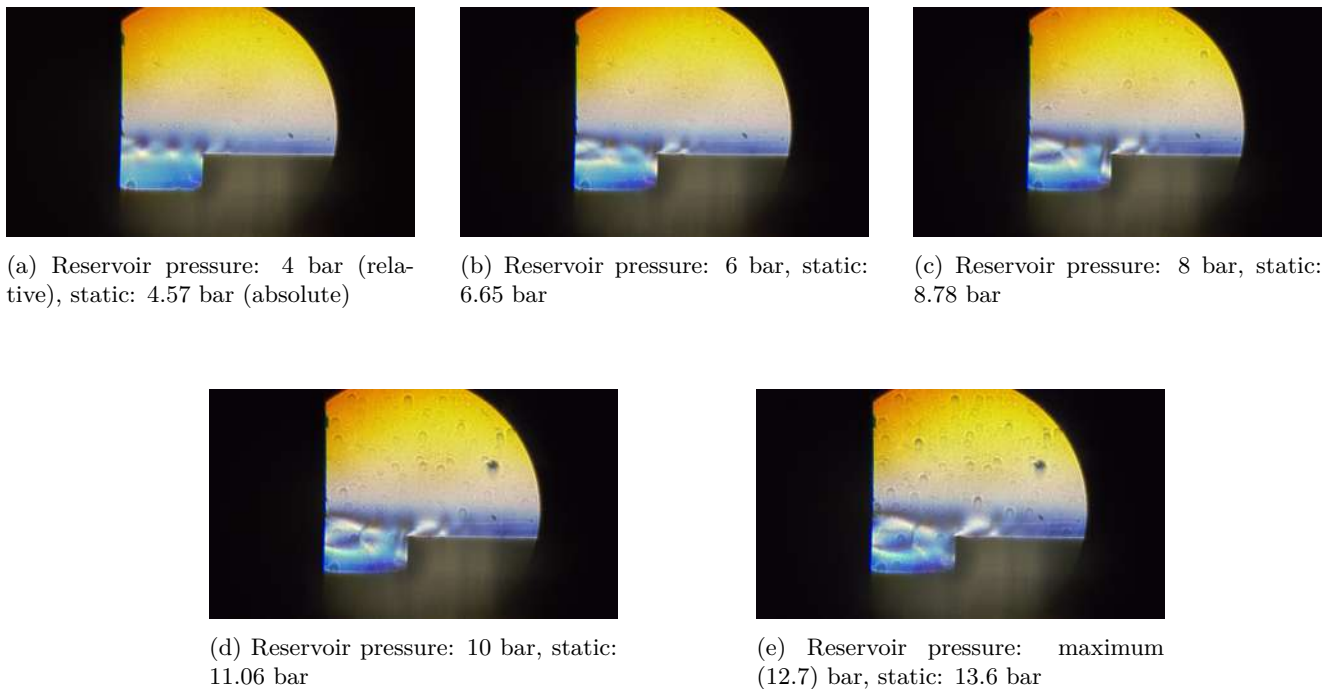 (a) Reservoir pressure: 4 bar (rela-
tive), static: 4.57 bar (absolute)
(b) Reservoir pressure: 6 bar, static:
6.65 bar
(c) Reservoir pressure: 8 bar, static:
8.78 bar
(d) Reservoir pressure: 10 bar, static:
11.06 bar
(e) Reservoir pressure: maximum
(12.7) bar, static: 13.6 bar